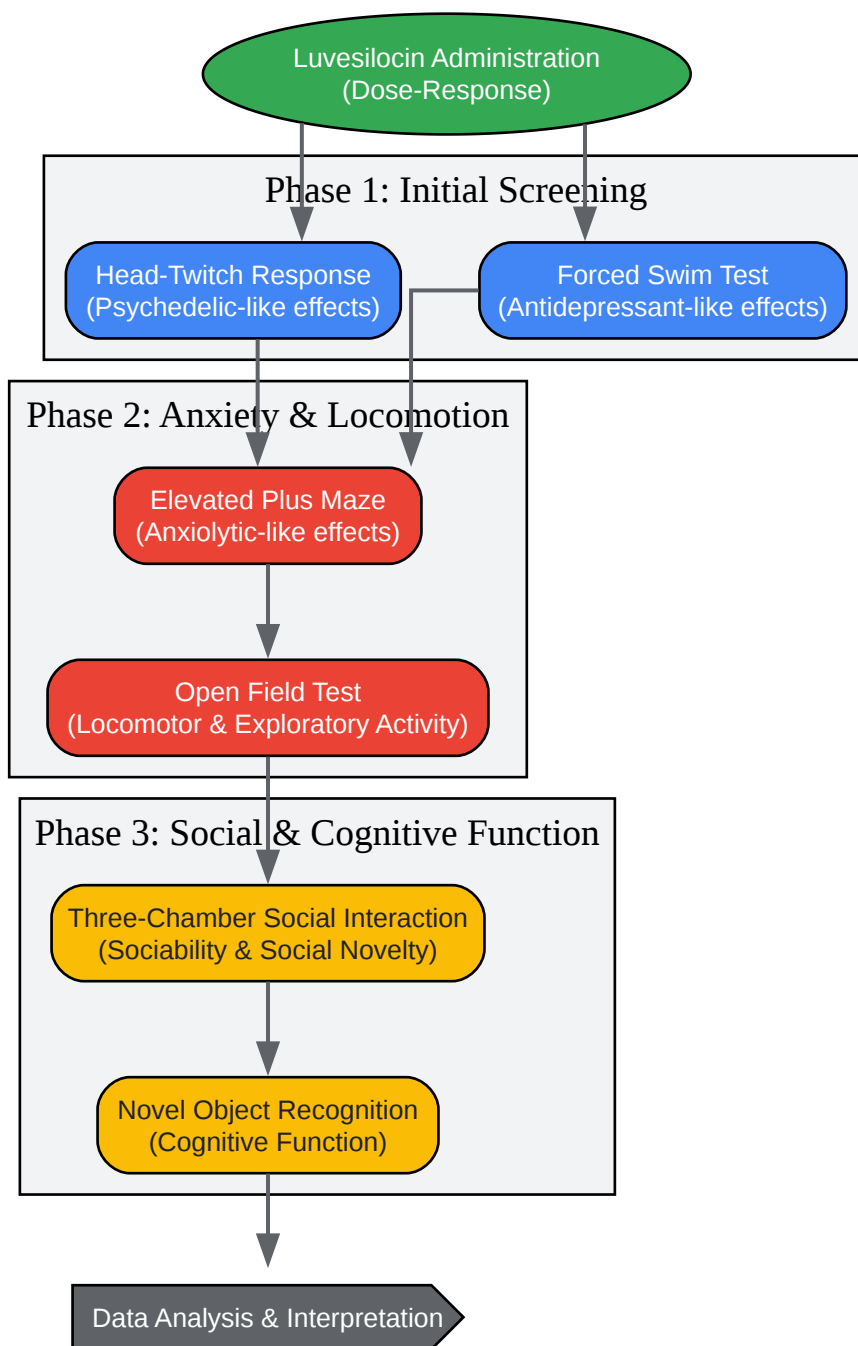 Luvesilocin Administration
(Dose-Response)
Phase 1: Initial Screening
Head-Twitch Response
(Psychedelic-like effects)
Forced Swim Test
(Antidepressant-like effects)
Phase 2: Anxiety & Locomotion
Elevated Plus Maze
(Anxiolytic-like effects)
Open Field Test
(Locomotor & Exploratory Activity)
Phase 3: Social & Cognitive Function
Three-Chamber Social Interaction
(Sociability & Social Novelty)
Novel Object Recognition
(Cognitive Function)
Data Analysis & Interpretation